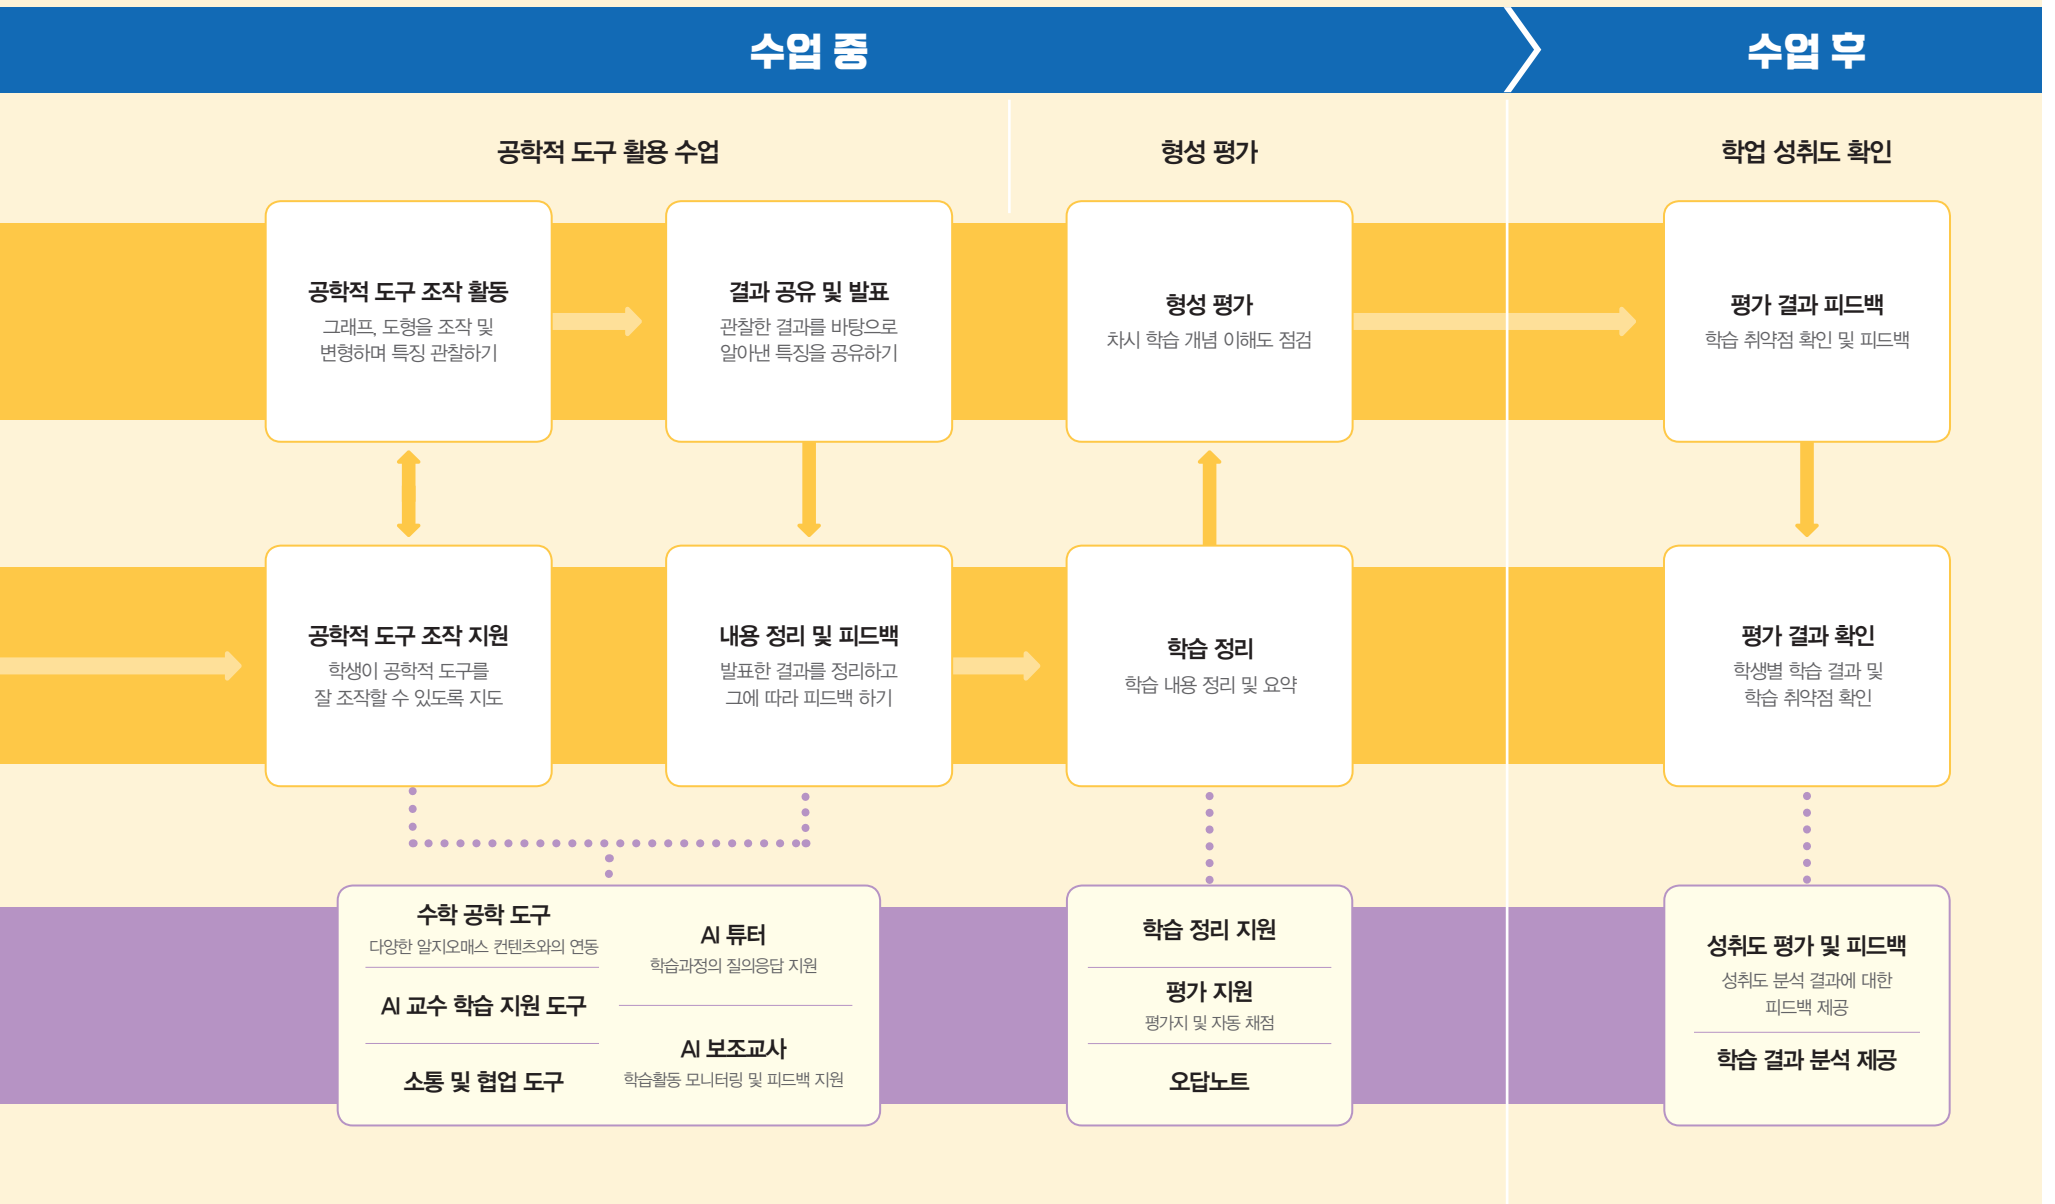 수업 중
수업 후
공학적 도구 활용 수업
형성 평가
학업 성취도 확인
공학적 도구 조작 활동
그래프, 도형을 조작 및
변형하며 특징 관찰하기
결과 공유 및 발표
관찰한 결과를 바탕으로
알아낸 특징을 공유하기
형성 평가
차시 학습 개념 이해도 점검
평가 결과 피드백
학습 취약점 확인 및 피드백
공학적 도구 조작 지원
학생이 공학적 도구를
잘 조작할 수 있도록 지도
내용 정리 및 피드백
발표한 결과를 정리하고
그에 따라 피드백 하기
학습 정리
학습 내용 정리 및 요약
평가 결과 확인
학생별 학습 결과 및
학습 취약점 확인
수학 공학 도구
다양한 알지오매스 컨텐츠와의 연동
AI 교수 학습 지원 도구
소통 및 협업 도구
AI 튜터
학습과정의 질의응답 지원
AI 보조교사
학습활동 모니터링 및 피드백 지원
학습 정리 지원
평가 지원
평가지 및 자동 채점
오답노트
성취도 평가 및 피드백
성취도 분석 결과에 대한
피드백 제공
학습 결과 분석 제공